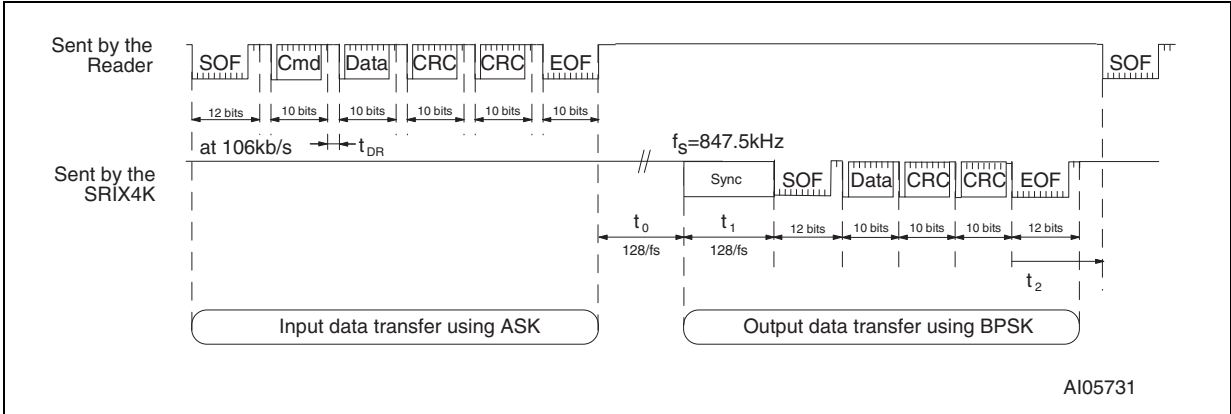 Sent by the
Reader
SOF Cmd Data CRC CRC EOF SOF
12 bits 10 bits 10 bits 10 bits 10 bits 10 bits
at 106kb/s tDR fS=847.5kHz
Sent by the
SRIX4K
Sync SOF Data CRC CRC EOF
t0 t1 12 bits 10 bits 10 bits 10 bits 12 bits
128/fs 128/fs
t2
Input data transfer using ASK Output data transfer using BPSK
AI05731